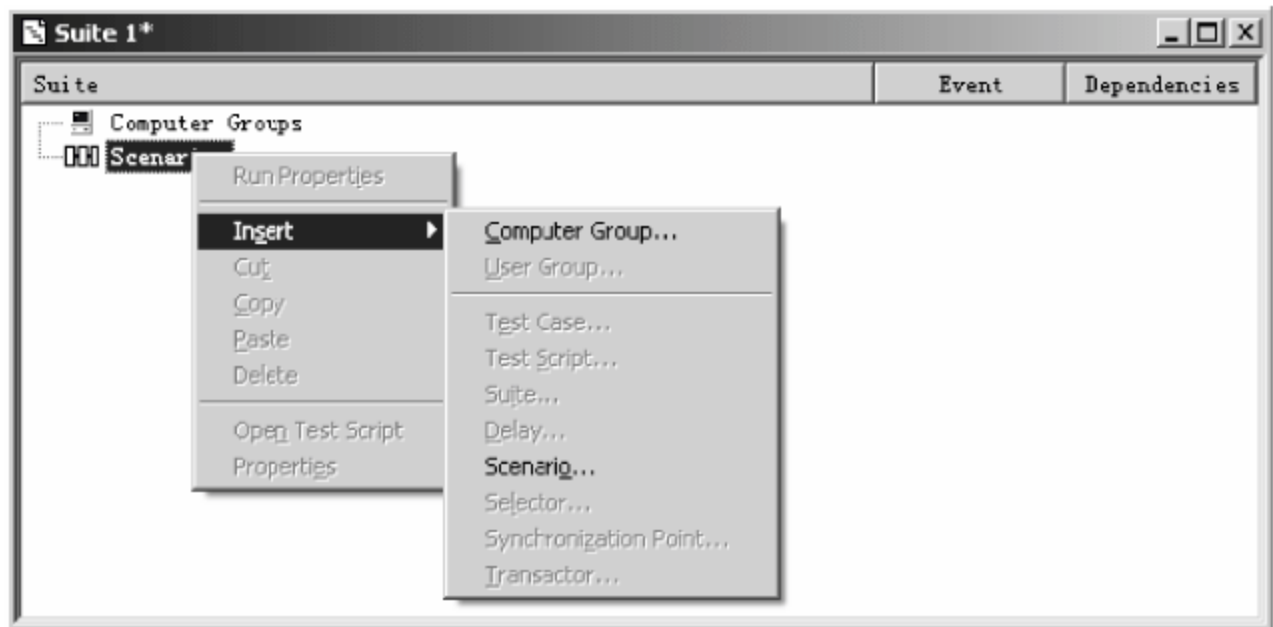 Suite 1*
Suite Event Dependencies
Computer Groups
Scenar
Run Properties
Insert
Cut
Copy
Paste
Delete
Open Test Script
Properties
Computer Group...
User Group...
Test Case...
Test Script...
Suite...
Delay...
Scenario...
Selector...
Synchronization Point...
Transactor...